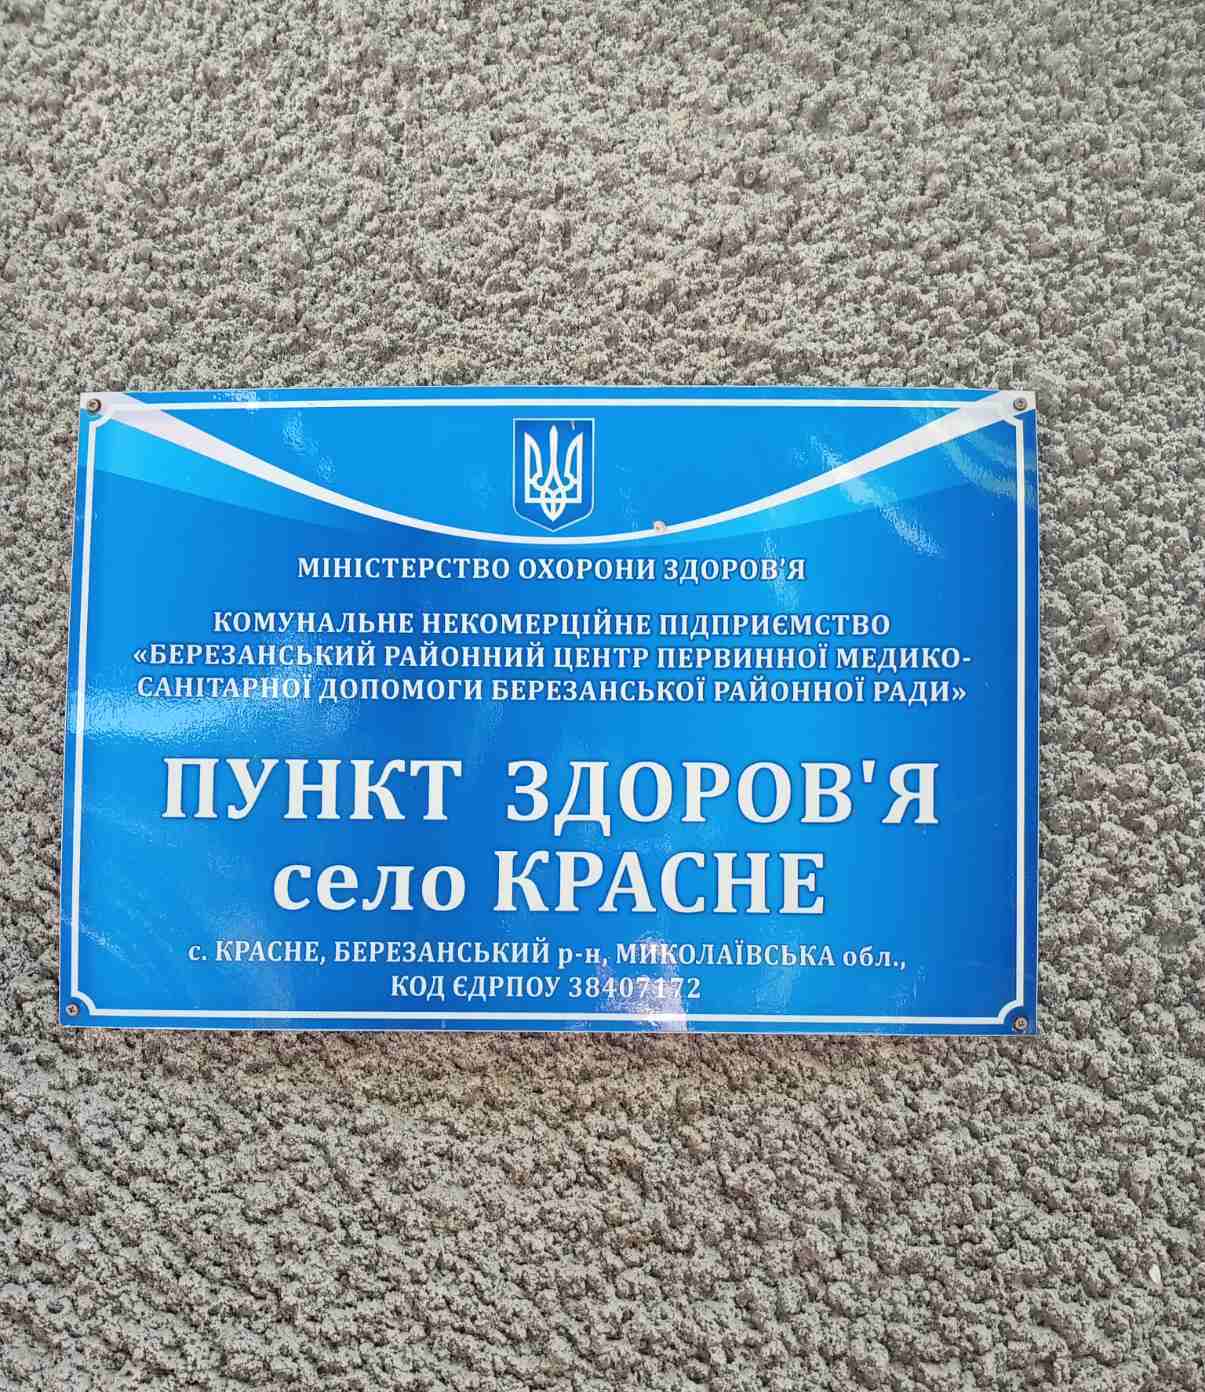 МІНІСТЕРСТВО ОХОРОНИ ЗДОРОВ'Я
КОМУНАЛЬНЕ НЕКОМЕРЦІЙНЕ ПІДПРИЄМСТВО
«БЕРЕЗАНСЬКИЙ РАЙОННИЙ ЦЕНТР ПЕРВИННОЇ МЕДИКО-
САНІТАРНОЇ ДОПОМОГИ БЕРЕЗАНСЬКОЇ РАЙОННОЇ РАДИ»
ПУНКТ ЗДОРОВ'Я
село КРАСНЕ
с. КРАСНЕ, БЕРЕЗАНСЬКИЙ р-н, МИКОЛАЇВСЬКА обл.,
КОД ЄДРПОУ 38407172